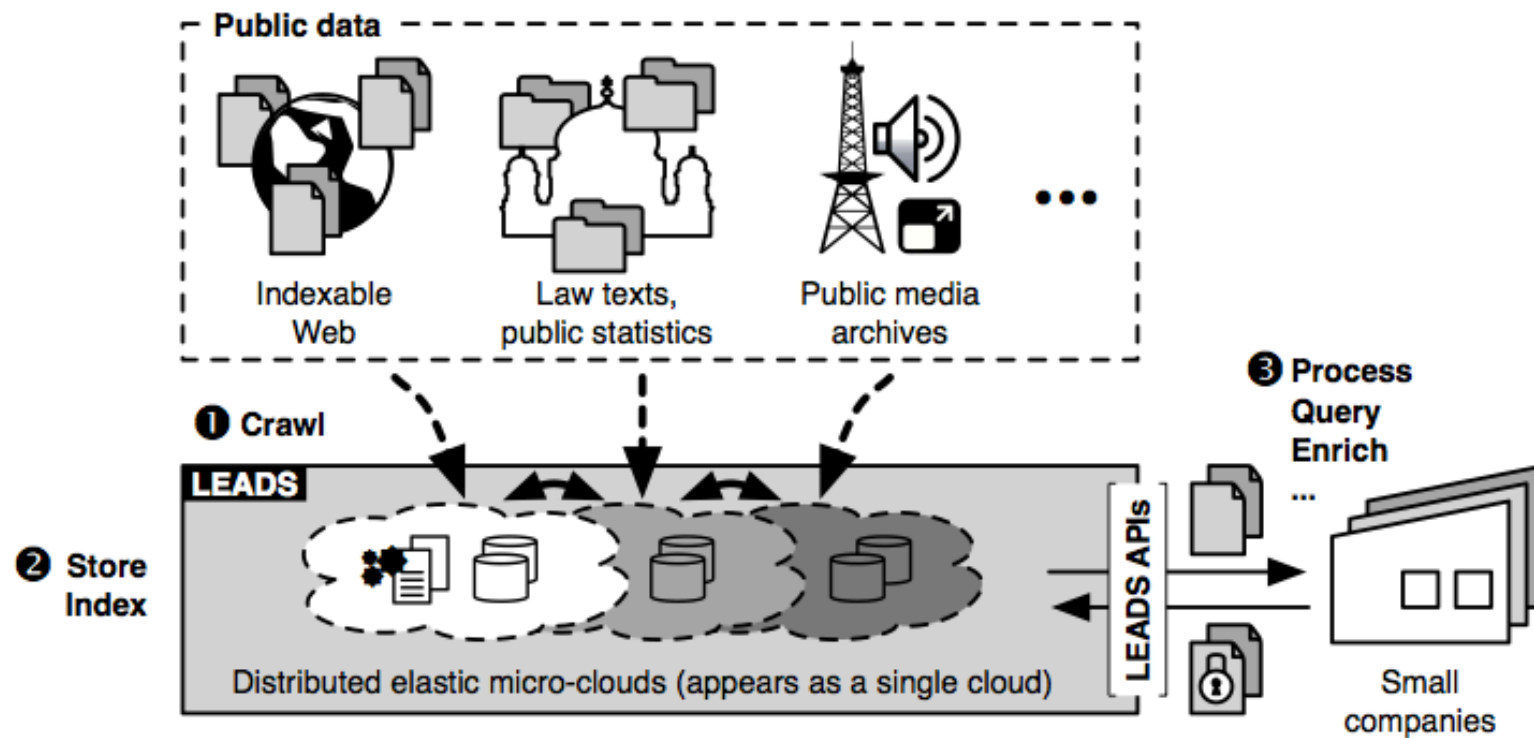 Public data
Indexable
Web
Law texts,
public statistics
Public media
archives
•••
❶ Crawl
❸ Process
Query
Enrich
...
LEADS
❷ Store
Index
LEADS APIs
Distributed elastic micro-clouds (appears as a single cloud)
Small
companies